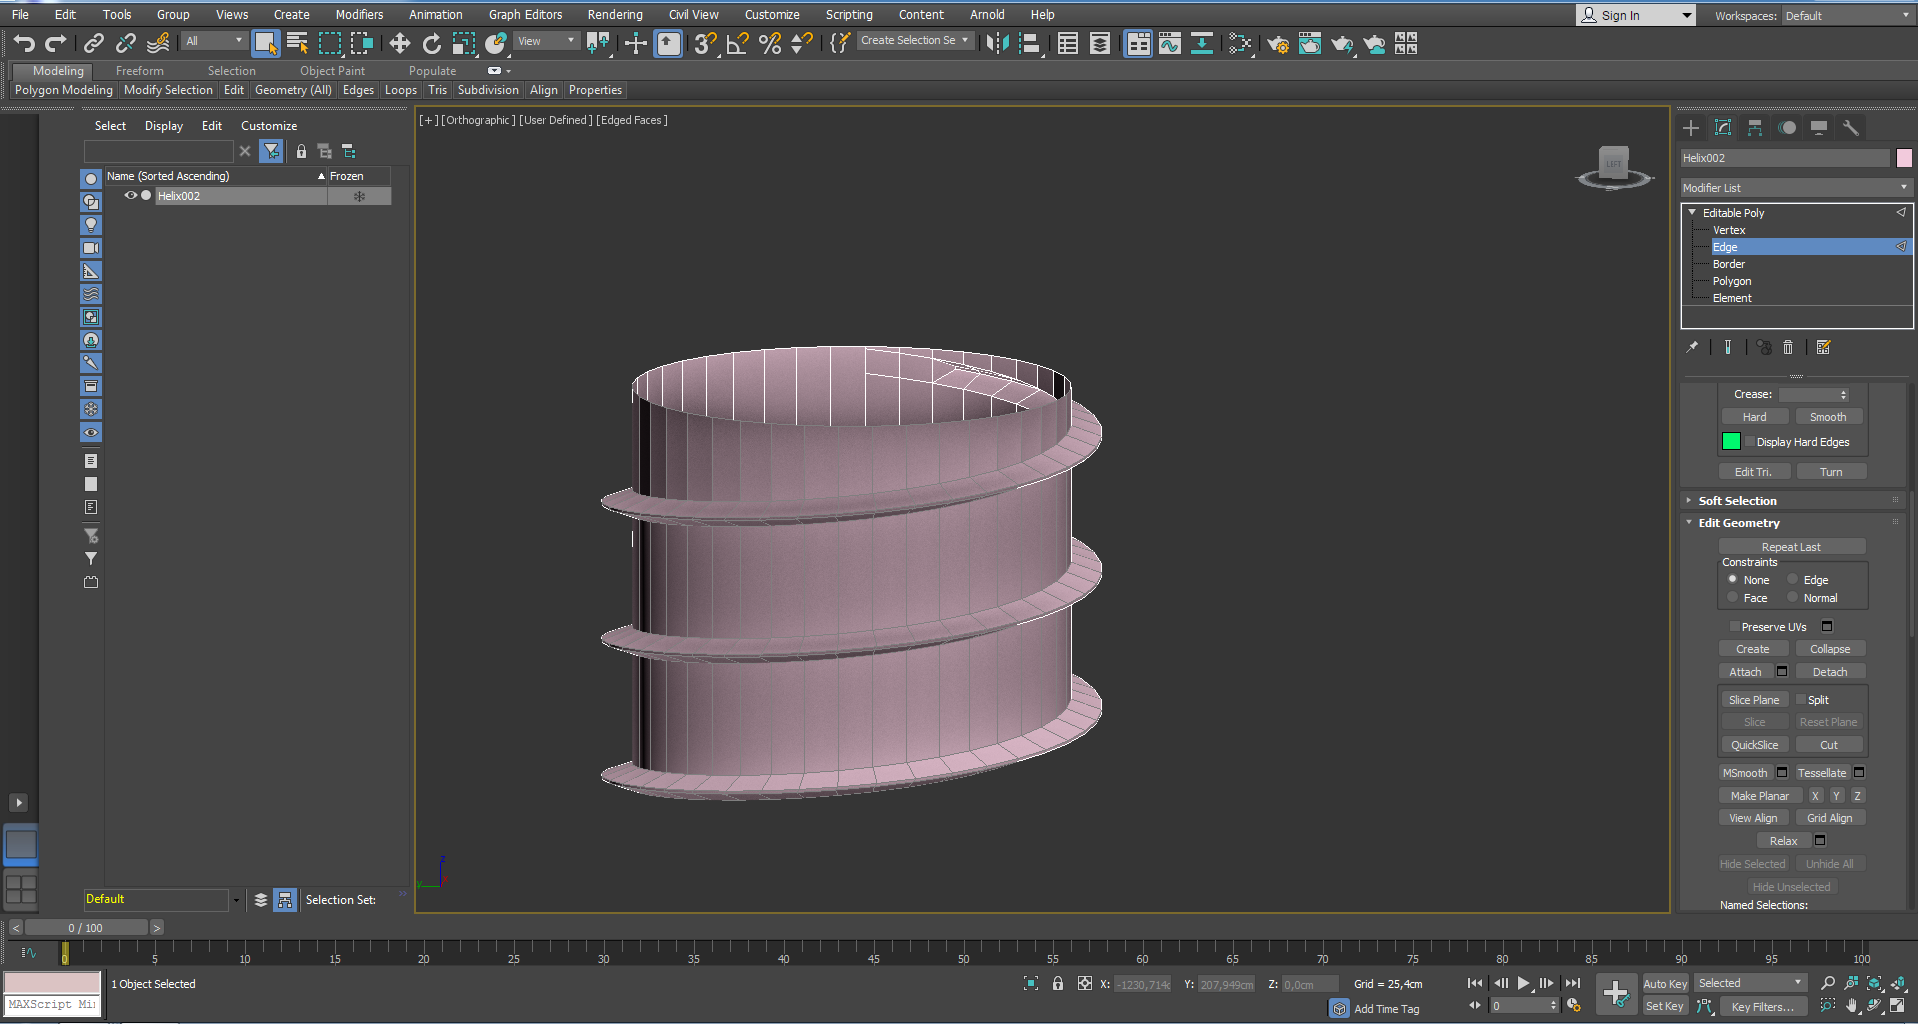 File Edit Tools Group Views Create Modifiers Animation Graph Editors Rendering Civil View Customize Scripting Content Arnold Help Sign In Workspaces: Default
All View Create Selection Se
Modeling Freeform Selection Object Paint Populate
Polygon Modeling Modify Selection Edit Geometry (All) Edges Loops Tris Subdivision Align Properties
Select Display Edit Customize
Name (Sorted Ascending) Frozen
Helix002
Default Selection Set:
[+] [Orthographic] [User Defined] [Edged Faces]
LEFT
z
y
Helix002
Modifier List
Editable Poly
Vertex
Edge
Border
Polygon
Element
Crease:
Hard Smooth
Display Hard Edges
Edit Tri. Turn
Soft Selection
Edit Geometry
Repeat Last
Constraints
None Edge
Face Normal
Preserve UVs
Create Collapse
Attach Detach
Slice Plane Split
Slice Reset Plane
QuickSlice Cut
MSmooth Tessellate
Make Planar X Y Z
View Align Grid Align
Relax
Hide Selected Unhide All
Hide Unselected
Named Selections:
< 0 / 100 >
0 5 10 15 20 25 30 35 40 45 50 55 60 65 70 75 80 85 90 95 100
1 Object Selected X: -1230,714c Y: 207,949cm Z: 0,0cm Grid = 25,4cm Auto Key Selected
MAXScript Mi Add Time Tag 0 Set Key Key Filters...